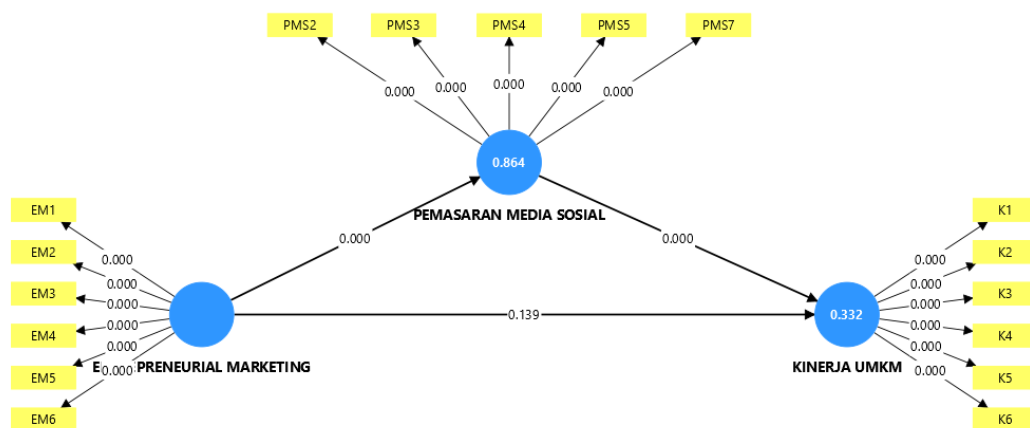 PMS2 PMS3 PMS4 PMS5 PMS7
0.000 0.000 0.000 0.000 0.000
0.864
PEMASARAN MEDIA SOSIAL
0.000 0.000
EM1
EM2
EM3
EM4
EM5
EM6
0.000
0.000
0.000
0.000
0.000
0.000
PRENEURIAL MARKETING
0.139
0.332
KINERJA UMKM
0.000
0.000
0.000
0.000
0.000
0.000
K1
K2
K3
K4
K5
K6